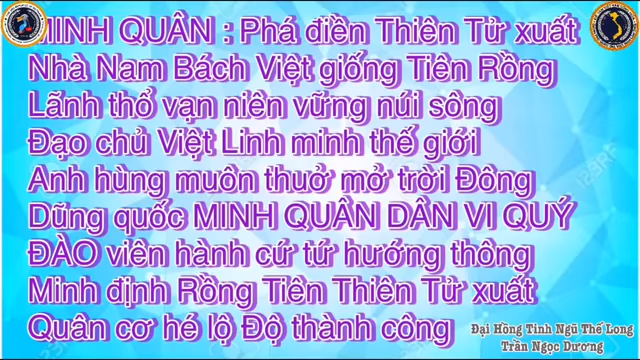 MINH QUÂN : Phá điền Thiên Tử xuất
Nhà Nam Bách Việt giống Tiên Rồng
Lãnh thổ vạn niên vững núi sông
Đạo chủ Việt Linh minh thế giới
Anh hùng muôn thuở mở trời Đông
Dũng quốc MINH QUÂN DÂN VI QUÝ
ĐÀO viên hành cứ tứ hướng thông
Minh định Rồng Tiên Thiên Tử xuất
Quân cơ hé lộ Độ thành công
Đại Hồng Tinh Ngũ Thế Long
Trần Ngọc Dương